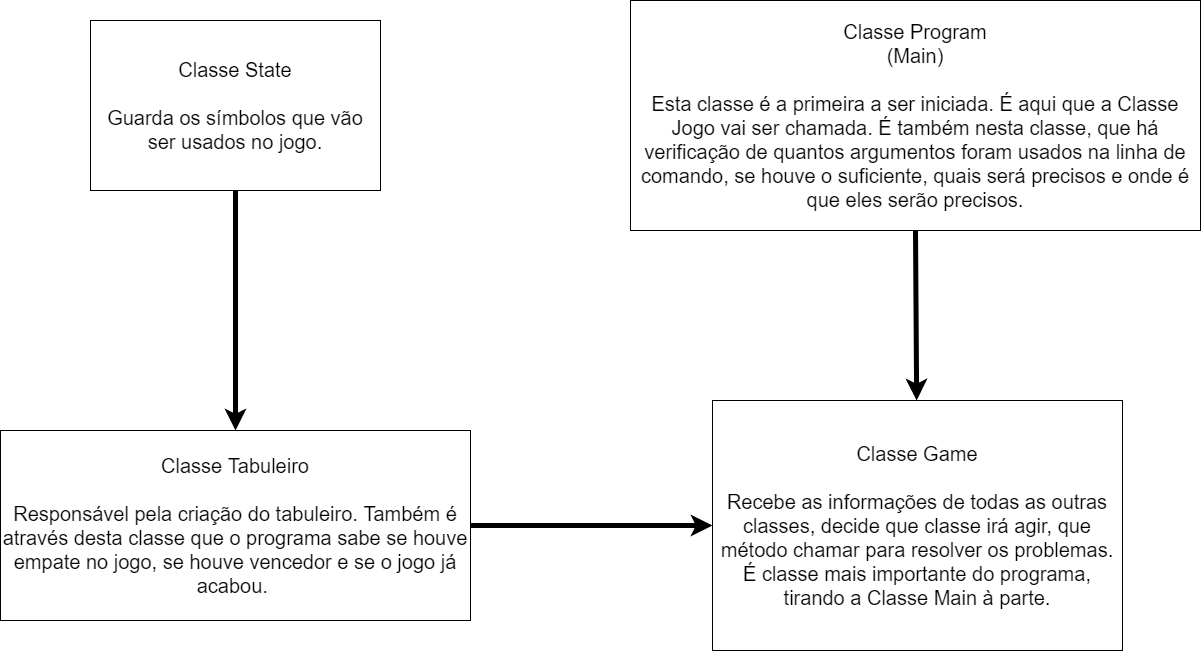 Classe State
Guarda os símbolos que vão
ser usados no jogo.
Classe Program
(Main)
Esta classe é a primeira a ser iniciada. É aqui que a Classe
Jogo vai ser chamada. É também nesta classe, que há
verificação de quantos argumentos foram usados na linha de
comando, se houve o suficiente, quais será precisos e onde é
que eles serão precisos.
Classe Tabuleiro
Responsável pela criação do tabuleiro. Também é
através desta classe que o programa sabe se houve
empate no jogo, se houve vencedor e se o jogo já
acabou.
Classe Game
Recebe as informações de todas as outras
classes, decide que classe irá agir, que
método chamar para resolver os problemas.
É classe mais importante do programa,
tirando a Classe Main à parte.